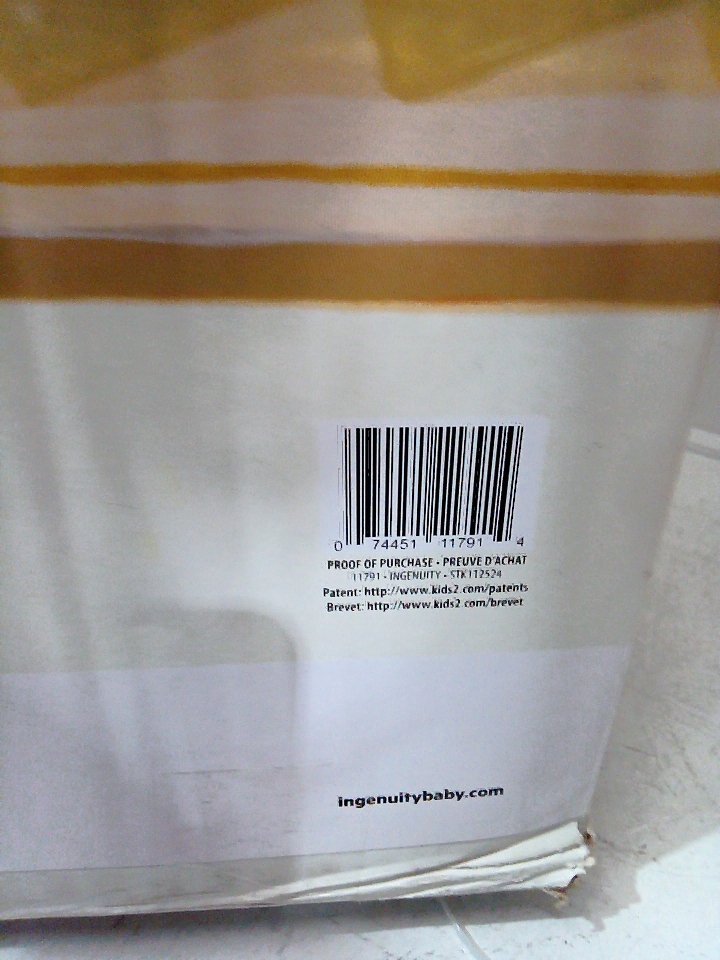 0 74451 11791 4
PROOF OF PURCHASE • PREUVE D'ACHAT
11791 • INGENUITY • STK112524
Patent: http://www.kids2.com/patents
Brevet: http://www.kids2.com/brevet
ingenuitybaby.com